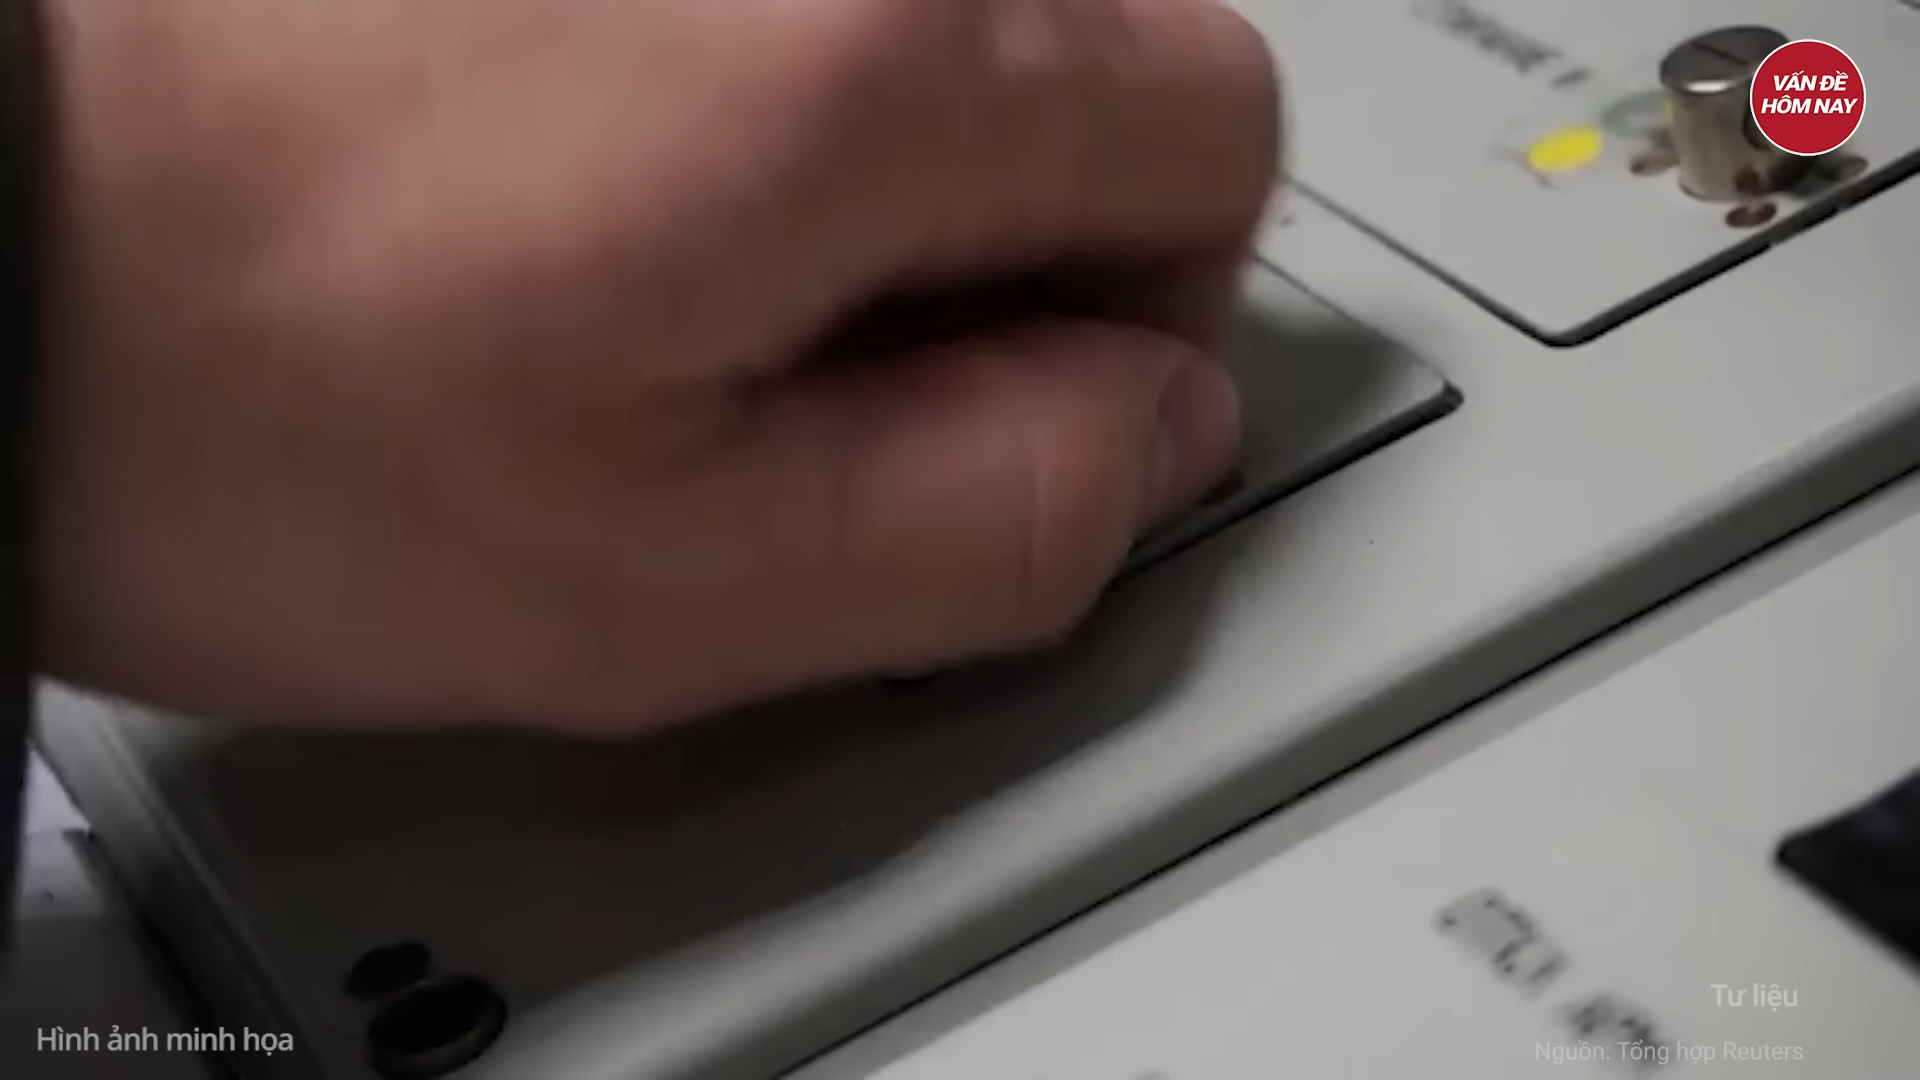 VẤN ĐỀ
HÔM NAY
Tư liệu
Hình ảnh minh họa
Nguồn: Tổng hợp Reuters